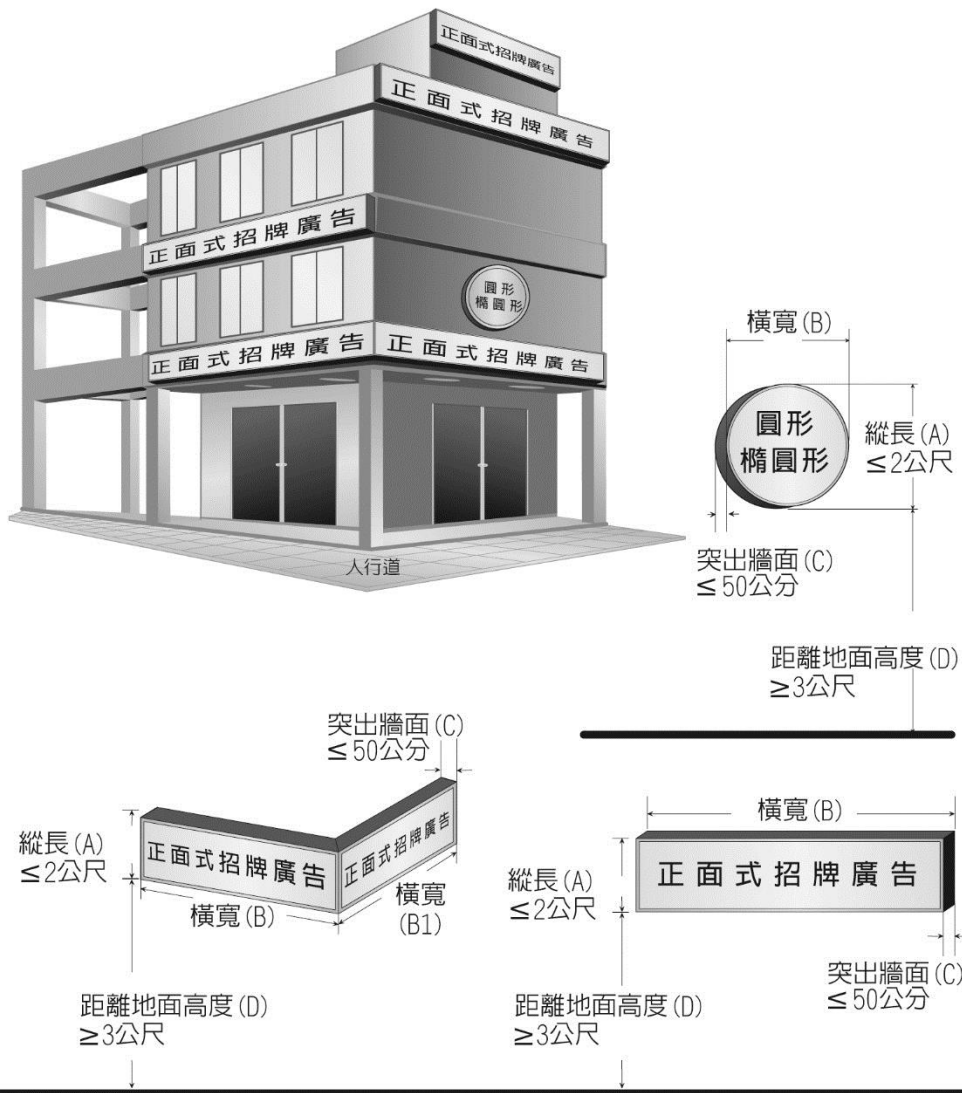 正面式招牌廣告
正面式招牌廣告
正面式招牌廣告
圓形
橢圓形
正面式招牌廣告
正面式招牌廣告
人行道
橫寬(B)
圓形
橢圓形
縱長(A)
≤2公尺
突出牆面(C)
≤50公分
距離地面高度(D)
≥3公尺
突出牆面(C)
≤50公分
縱長(A)
≤2公尺
正面式招牌廣告
正面式招牌廣告
橫寬(B)
橫寬
(B1)
距離地面高度(D)
≥3公尺
橫寬(B)
縱長(A)
≤2公尺
正面式招牌廣告
突出牆面(C)
≤50公分
距離地面高度(D)
≥3公尺